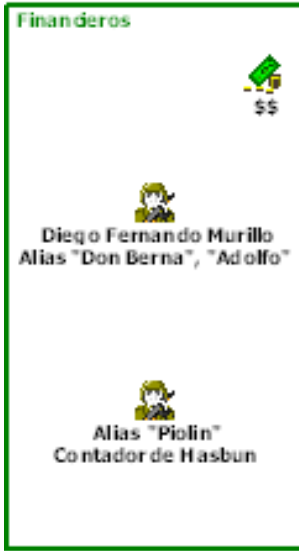 Financieros
$$
Diego Fernando Murillo
Alias "Don Berna", "Adolfo"
Alias "Piolin"
Contador de Hasbun